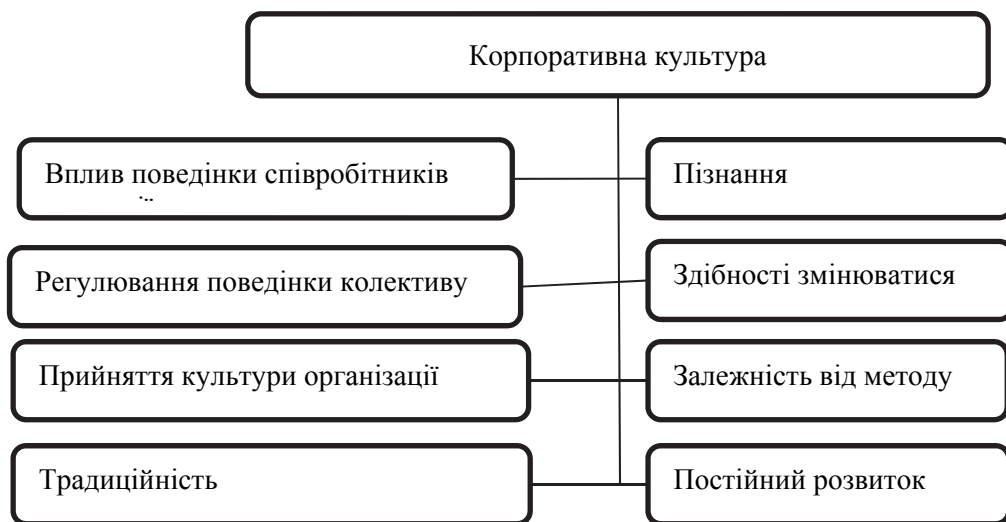 Корпоративна культура
Вплив поведінки співробітників
Пізнання
Регулювання поведінки колективу
Здібності змінюватися
Прийняття культури організації
Залежність від методу
Традиційність
Постійний розвиток